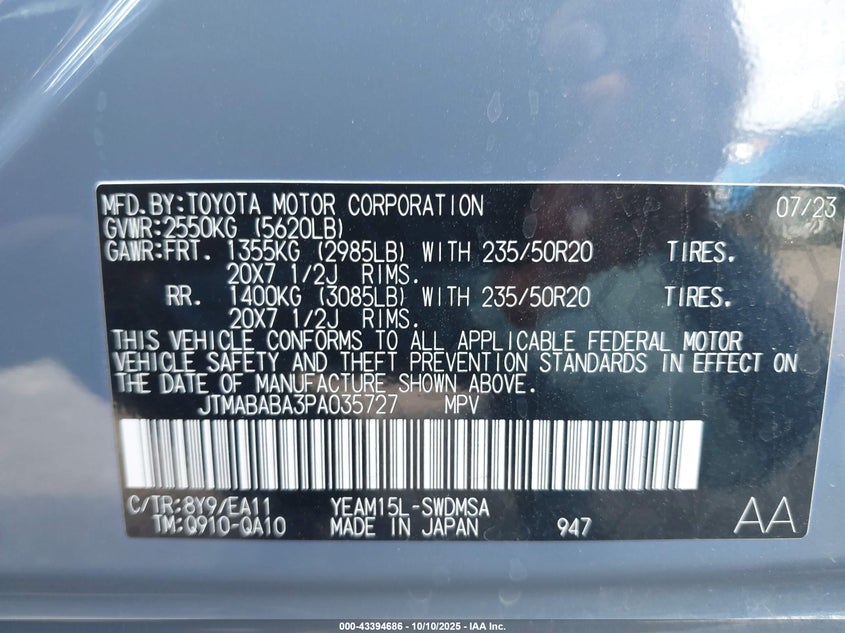 MFD.BY:TOYOTA MOTOR CORPORATION 07/23
GVWR:2550KG (5620LB)
GAWR:FRT. 1355KG (2985LB) WITH 235/50R20 TIRES.
20X7 1/2J RIMS.
RR. 1400KG (3085LB) WITH 235/50R20 TIRES.
20X7 1/2J RIMS.
THIS VEHICLE CONFORMS TO ALL APPLICABLE FEDERAL MOTOR
VEHICLE SAFETY AND THEFT PREVENTION STANDARDS IN EFFECT ON
THE DATE OF MANUFACTURE SHOWN ABOVE.
JTMABABA3PA035727 MPV
C/TR:8Y9/EA11 YEAM15L-SWDMSA
TM:Q910-QA10 MADE IN JAPAN 947 AA
000-43394686 - 10/10/2025 - IAA Inc.